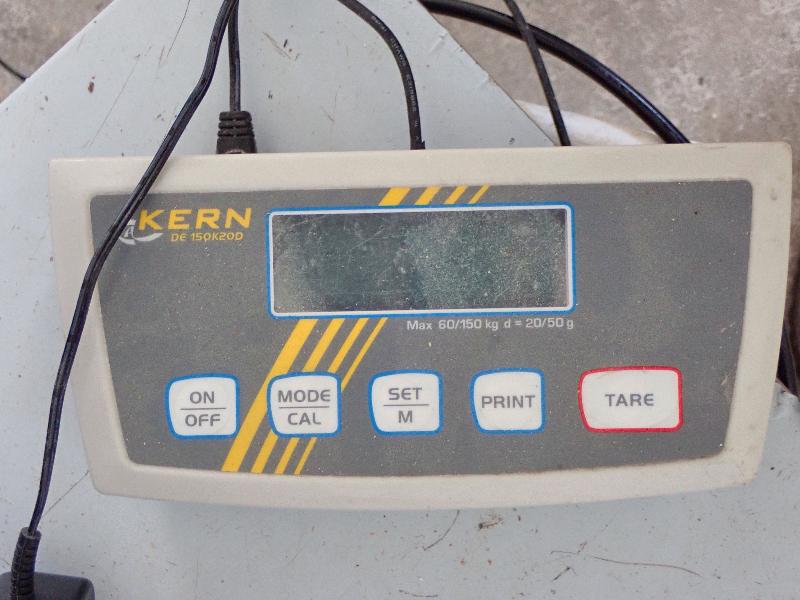 KERN
DE 150K20D
Max 60/150 kg d = 20/50 g
ON
OFF
MODE
CAL
SET
M
PRINT
TARE